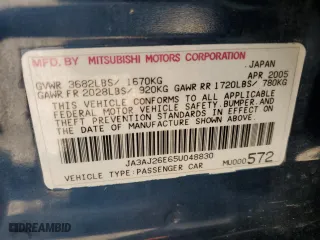 MFD BY MITSUBISHI MOTORS CORPORATION
JAPAN
GVWR 3682LBS/ 1670KG APR 2005
GAWR FR 2028LBS/ 920KG GAWR RR 1720LBS/ 780KG
THIS VEHICLE CONFORMS TO ALL APPLICABLE
FEDERAL MOTOR VEHICLE SAFETY, BUMPER, AND
THEFT PREVENTION STANDARDS IN EFFECT ON
THE DATE OF MANUFACTURE SHOWN ABOVE.
JA3AJ26E65U048830
VEHICLE TYPE:PASSENGER CAR
MU000572
DREAMBID.COM